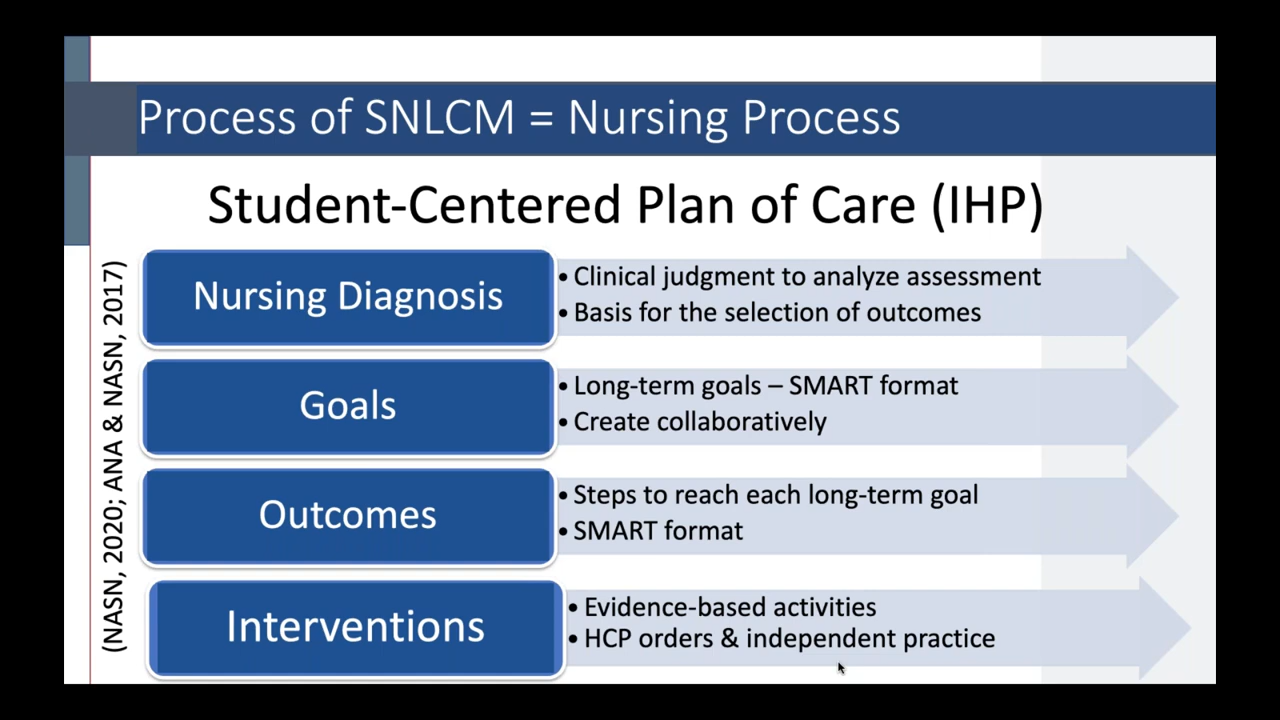 Process of SNLCM = Nursing Process
Student-Centered Plan of Care (IHP)
(NASN, 2020; ANA & NASN, 2017)
Nursing Diagnosis
• Clinical judgment to analyze assessment
• Basis for the selection of outcomes
Goals
• Long-term goals – SMART format
• Create collaboratively
Outcomes
• Steps to reach each long-term goal
• SMART format
Interventions
• Evidence-based activities
• HCP orders & independent practice